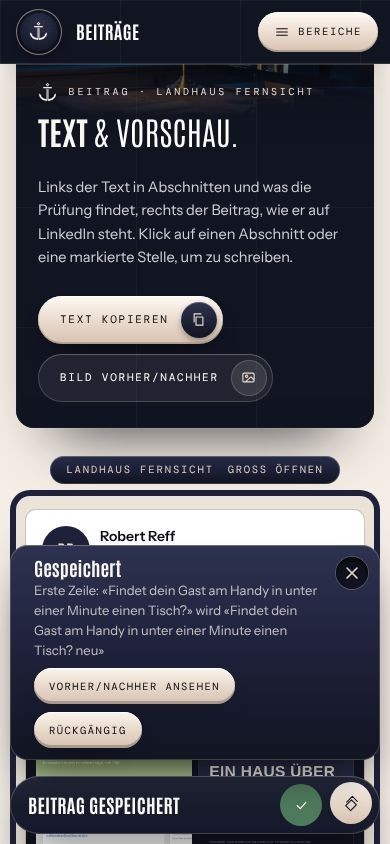 BEITRÄGE
BEREICHE
BEITRAG · LANDHAUS FERNSICHT
TEXT & VORSCHAU.
Links der Text in Abschnitten und was die
Prüfung findet, rechts der Beitrag, wie er auf
LinkedIn steht. Klick auf einen Abschnitt oder
eine markierte Stelle, um zu schreiben.
TEXT KOPIEREN
BILD VORHER/NACHHER
LANDHAUS FERNSICHT GROSS ÖFFNEN
Robert Reff
Gespeichert
Erste Zeile: «Findet dein Gast am Handy in unter
einer Minute einen Tisch?» wird «Findet dein
Gast am Handy in unter einer Minute einen
Tisch? neu»
VORHER/NACHHER ANSEHEN
RÜCKGÄNGIG
EIN HAUS ÜBER
BEITRAG GESPEICHERT